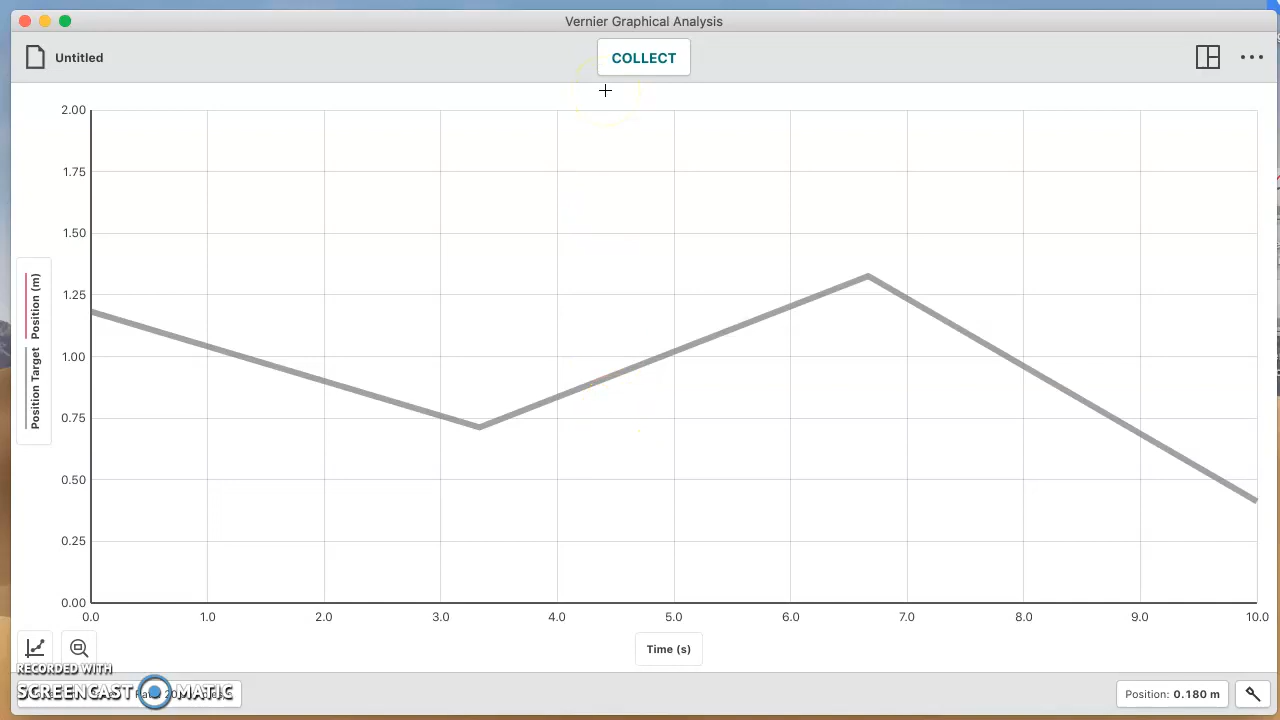 Vernier Graphical Analysis
Untitled
COLLECT
2.00
1.75
1.50
1.25
1.00
0.75
0.50
0.25
0.00
Position (m)
Position Target
0.0 1.0 2.0 3.0 4.0 5.0 6.0 7.0 8.0 9.0 10.0
Time (s)
RECORDED WITH
SCREENCAST MATIC
Position: 0.180 m